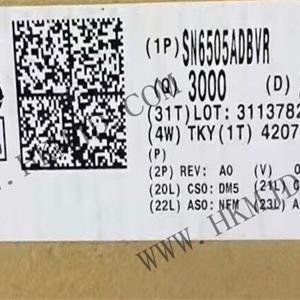 (1P) SN6505ADBVR
(Q) 3000 (D)
(31T)LOT: 3113782
(4W) TKY(1T) 4207
(P)
(2P) REV: A0 (V) 0
(20L) CSO: DM5 (21L) C
(22L) ASO: NFM (23L) A